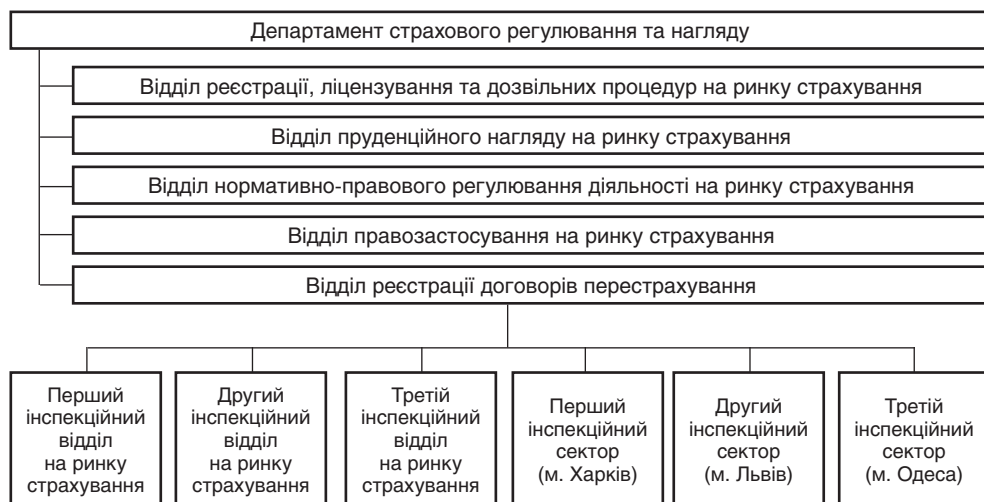 Департамент страхового регулювання та нагляду
Відділ реєстрації, ліцензування та дозвільних процедур на ринку страхування
Відділ пруденційного нагляду на ринку страхування
Відділ нормативно-правового регулювання діяльності на ринку страхування
Відділ правозастосування на ринку страхування
Відділ реєстрації договорів перестрахування
Перший
інспекційний
відділ
на ринку
страхування
Другий
інспекційний
відділ
на ринку
страхування
Третій
інспекційний
відділ
на ринку
страхування
Перший
інспекційний
сектор
(м. Харків)
Другий
інспекційний
сектор
(м. Львів)
Третій
інспекційний
сектор
(м. Одеса)